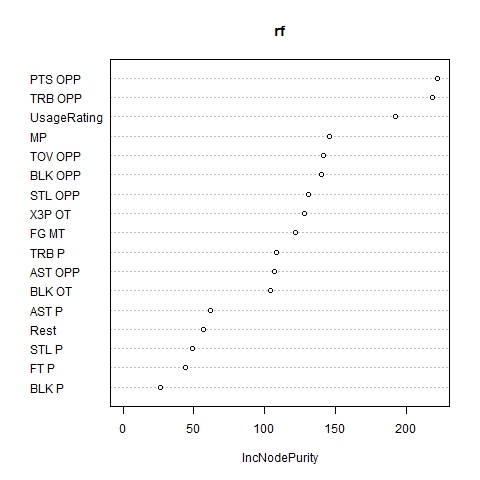 rf
PTS OPP
TRB OPP
UsageRating
MP
TOV OPP
BLK OPP
STL OPP
X3P OT
FG MT
TRB P
AST OPP
BLK OT
AST P
Rest
STL P
FT P
BLK P
0 50 100 150 200
IncNodePurity